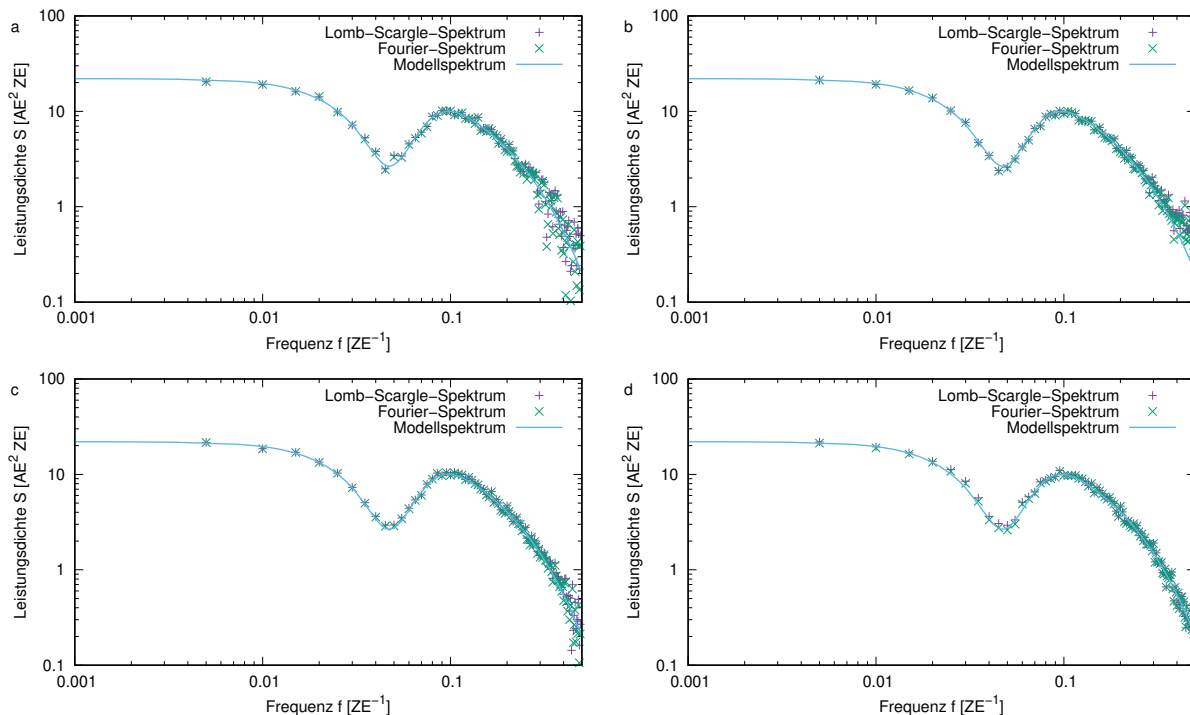 a
Lomb-Scargle-Spektrum
Fourier-Spektrum
Modellspektrum
Leistungsdichte S [AE² ZE]
100
10
1
0.1
0.001
0.01
0.1
Frequenz f [ZE⁻¹]
b
Lomb-Scargle-Spektrum
Fourier-Spektrum
Modellspektrum
Leistungsdichte S [AE² ZE]
100
10
1
0.1
0.001
0.01
0.1
Frequenz f [ZE⁻¹]
c
Lomb-Scargle-Spektrum
Fourier-Spektrum
Modellspektrum
Leistungsdichte S [AE² ZE]
100
10
1
0.1
0.001
0.01
0.1
Frequenz f [ZE⁻¹]
d
Lomb-Scargle-Spektrum
Fourier-Spektrum
Modellspektrum
Leistungsdichte S [AE² ZE]
100
10
1
0.1
0.001
0.01
0.1
Frequenz f [ZE⁻¹]